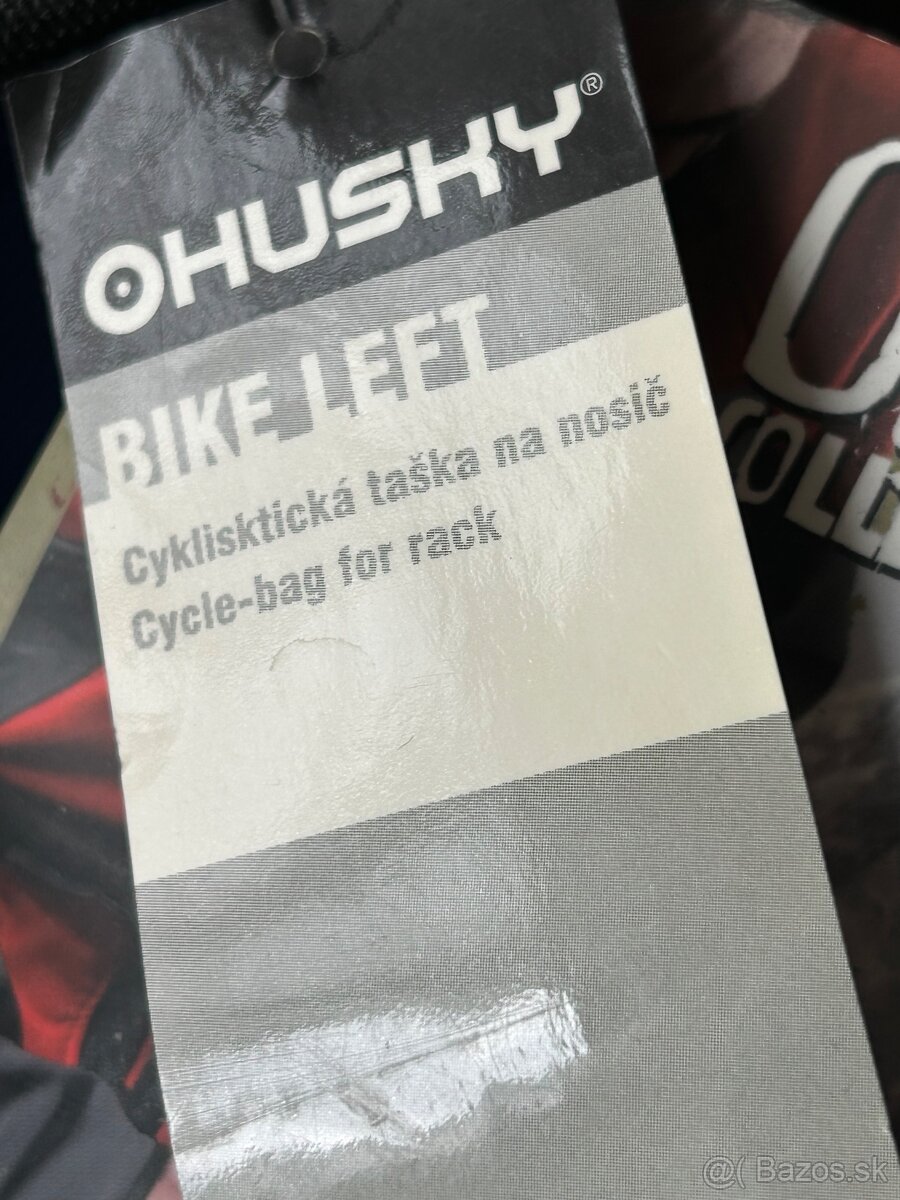 HUSKY®
BIKE LEFT
Cyklisktická taška na nosič
Cycle-bag for rack
@( Bazos.sk